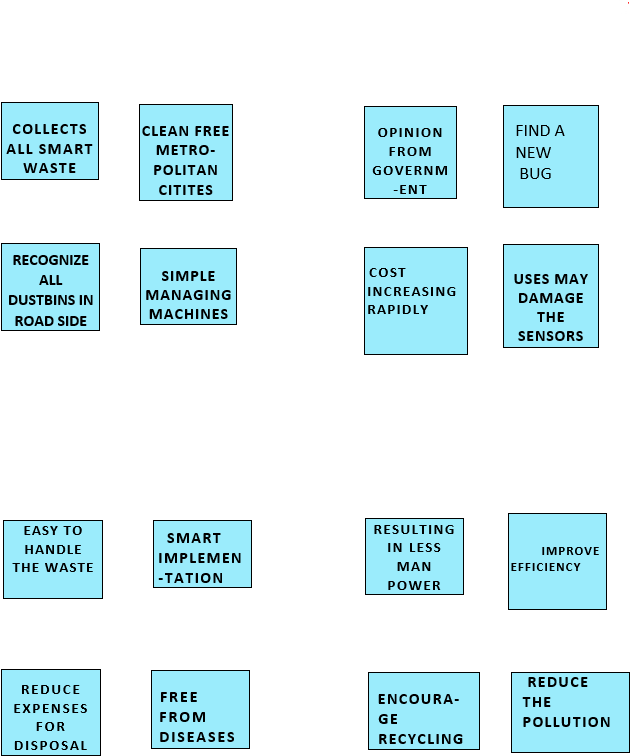 COLLECTS
ALL SMART
WASTE
CLEAN FREE
METRO-
POLITAN
CITITES
OPINION
FROM
GOVERNM
-ENT
FIND A
NEW
BUG
RECOGNIZE
ALL
DUSTBINS IN
ROAD SIDE
SIMPLE
MANAGING
MACHINES
COST
INCREASING
RAPIDLY
USES MAY
DAMAGE
THE
SENSORS
EASY TO
HANDLE
THE WASTE
SMART
IMPLEMEN
-TATION
RESULTING
IN LESS
MAN
POWER
IMPROVE
EFFICIENCY
REDUCE
EXPENSES
FOR
DISPOSAL
FREE
FROM
DISEASES
ENCOURA-
GE
RECYCLING
REDUCE
THE
POLLUTION